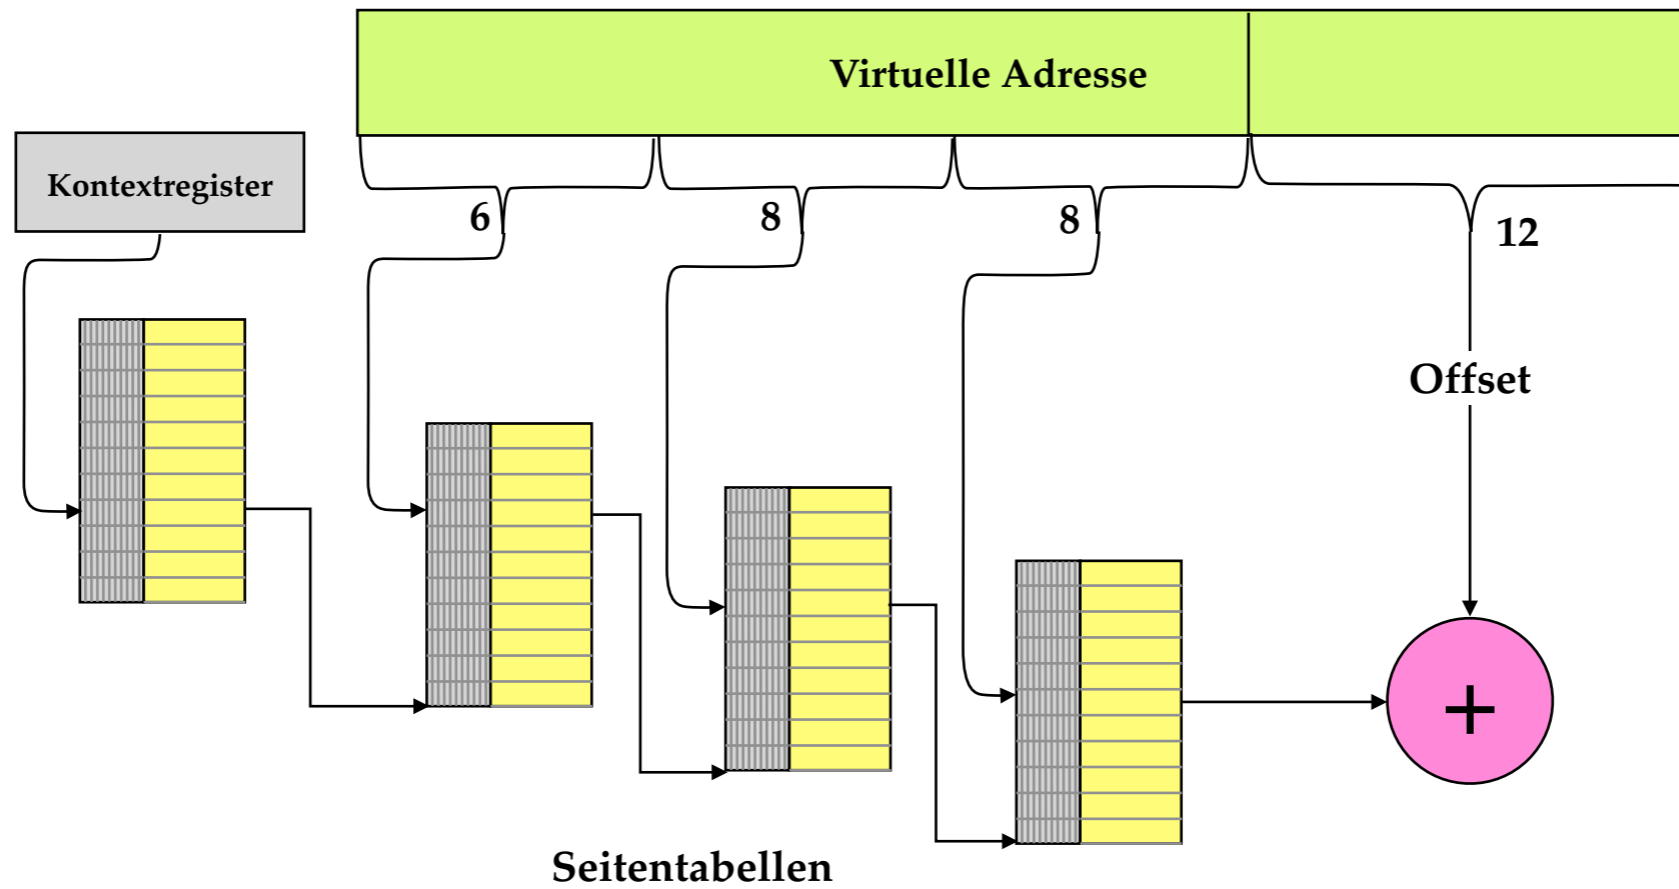 Virtuelle Adresse
Kontextregister
6
8
8
12
Offset
+
Seitentabellen